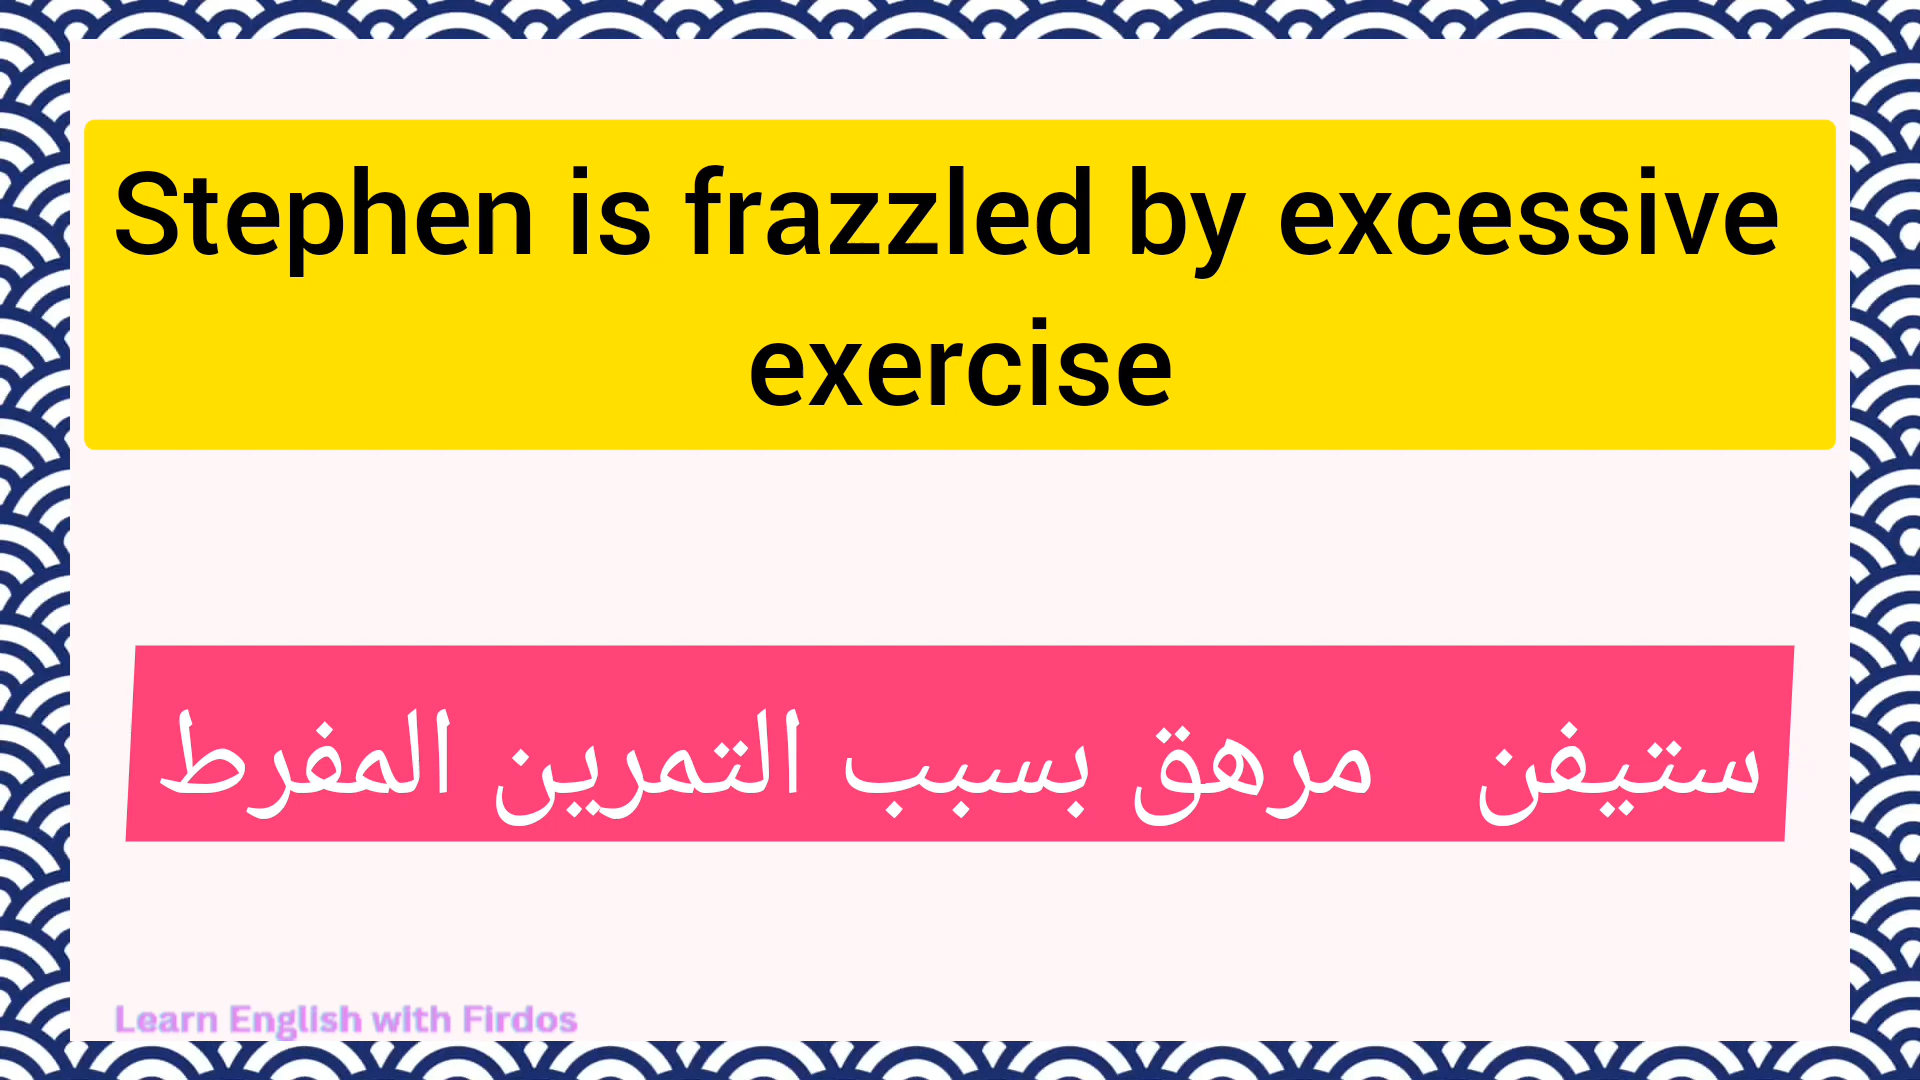 Stephen is frazzled by excessive
exercise
ستيفن مرهق بسبب التمرين المفرط
Learn English with Firdos